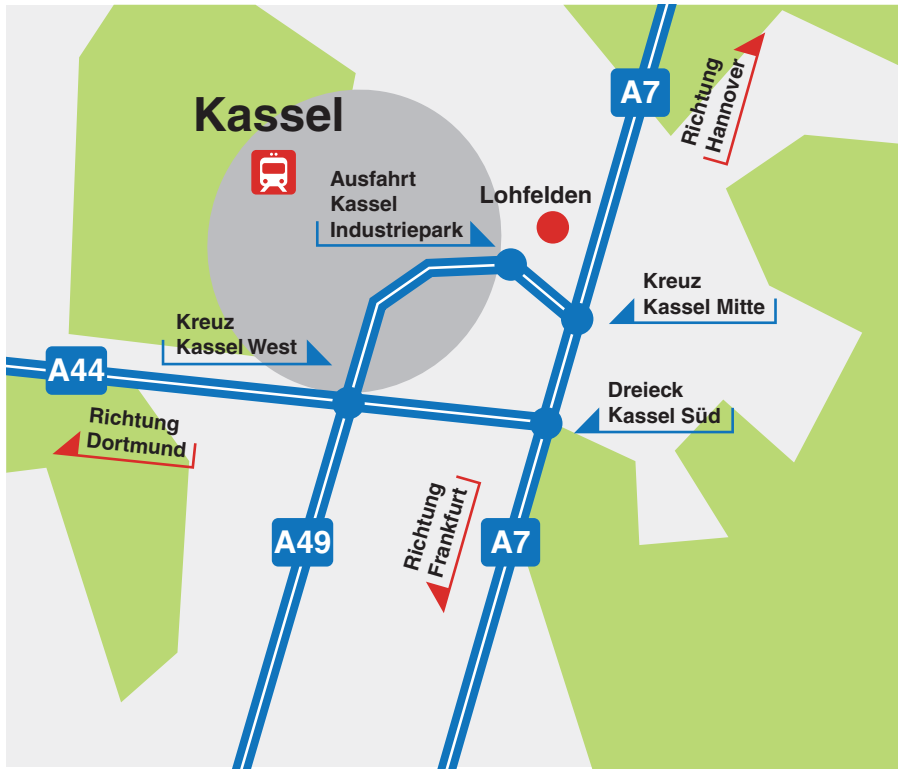 A7
Richtung
Hannover
Kassel
Ausfahrt
Kassel
Industriepark
Lohfelden
Kreuz
Kassel Mitte
Kreuz
Kassel West
A44
Dreieck
Kassel Süd
Richtung
Dortmund
Richtung
Frankfurt
A49
A7